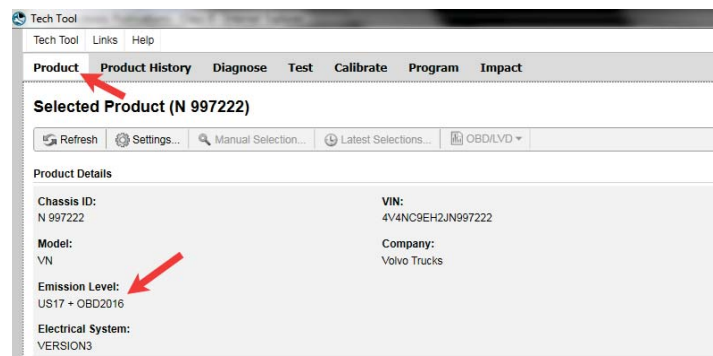 Tech Tool
Tech Tool Links Help
Product Product History Diagnose Test Calibrate Program Impact
Selected Product (N 997222)
Refresh Settings... Manual Selection... Latest Selections... OBD/LVD
Product Details
Chassis ID: VIN:
N 997222 4V4NC9EH2JN997222
Model: Company:
VN Volvo Trucks
Emission Level:
US17 + OBD2016
Electrical System:
VERSION3